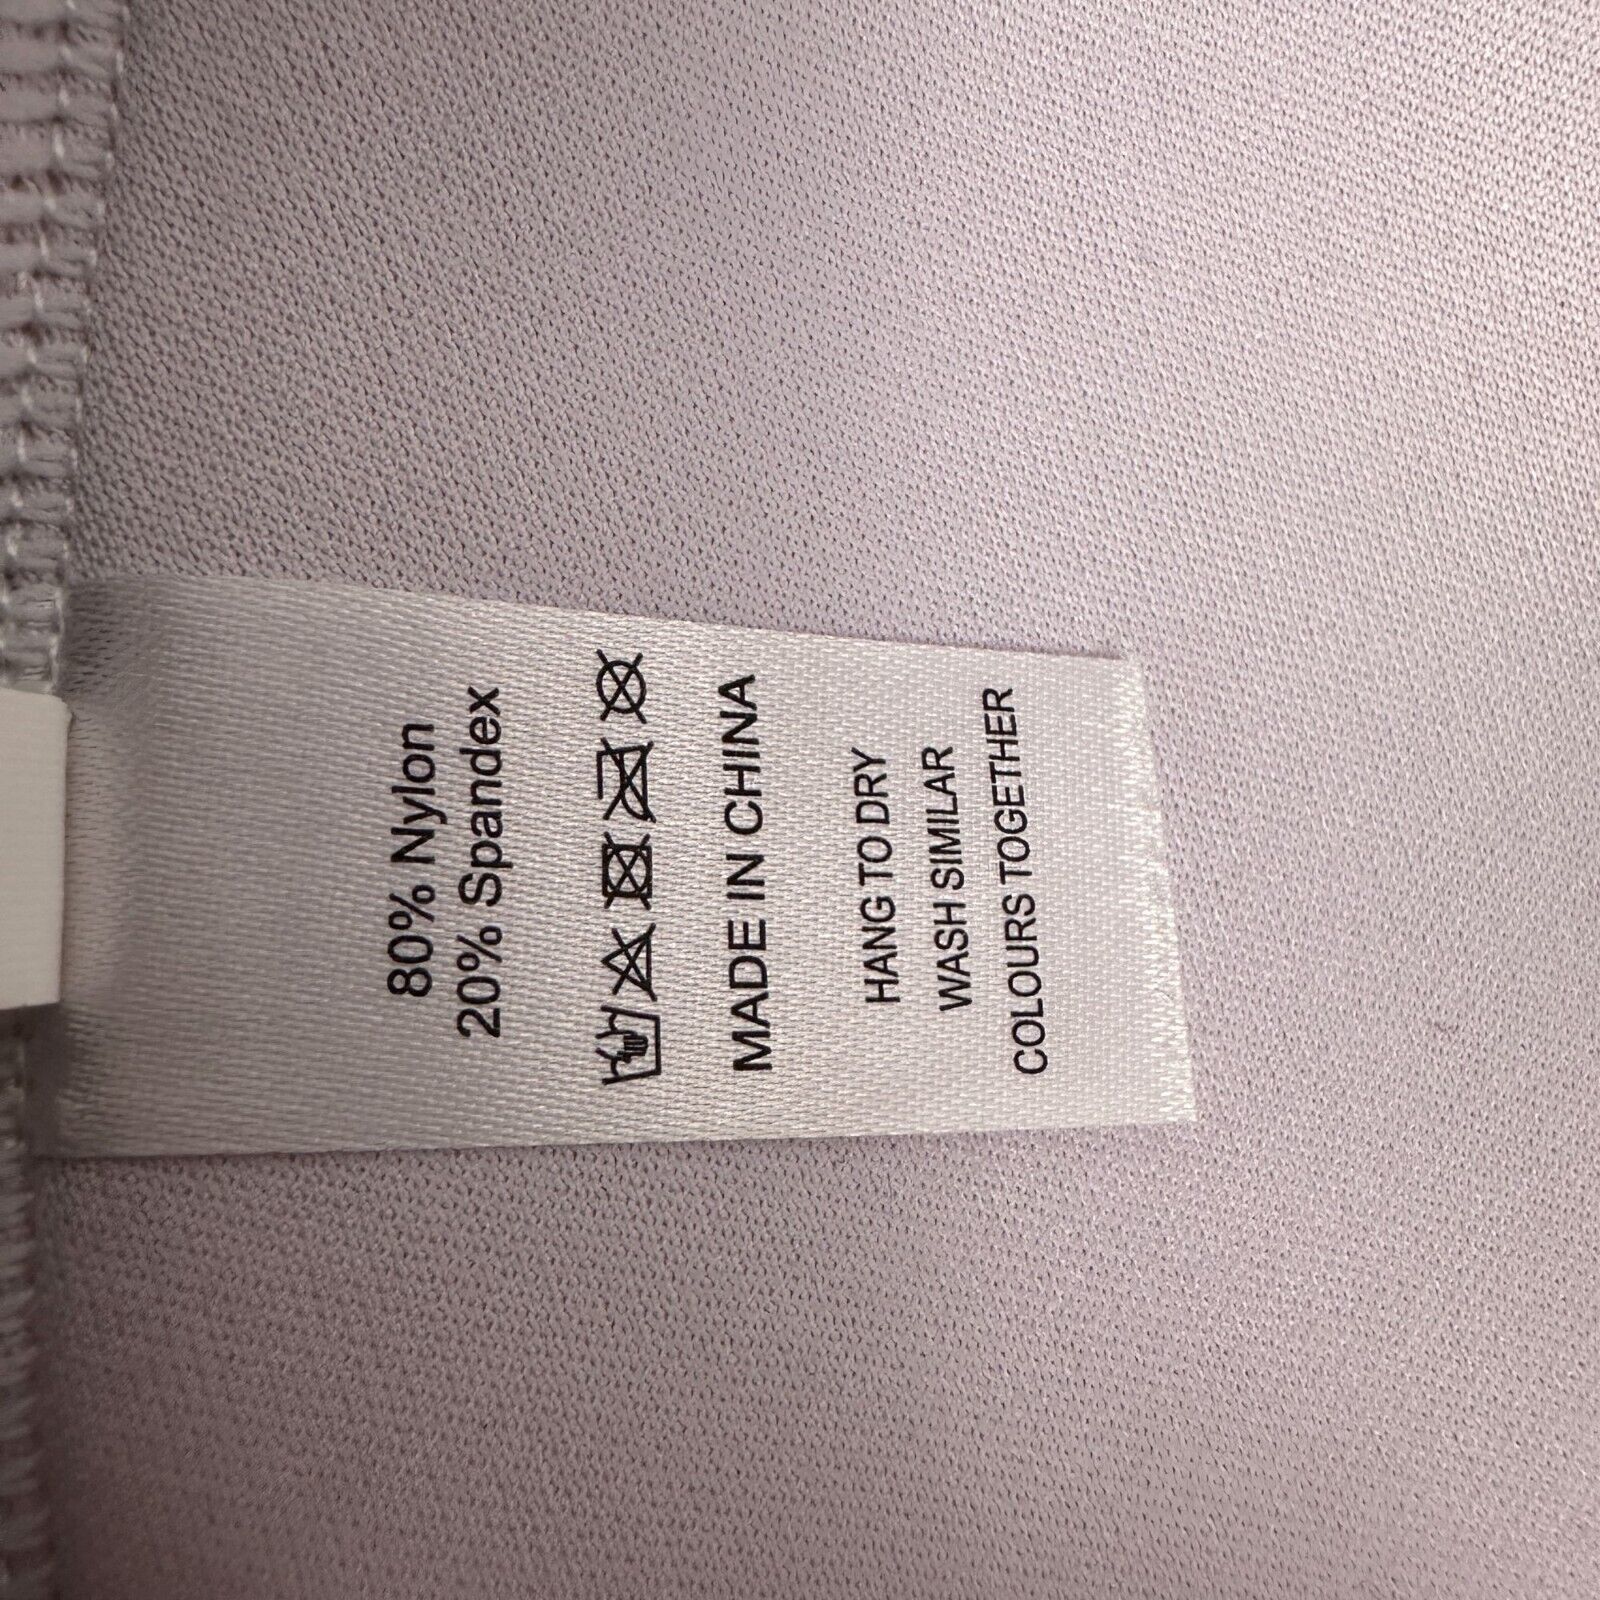 80% Nylon
20% Spandex
MADE IN CHINA
HANG TO DRY
WASH SIMILAR
COLOURS TOGETHER